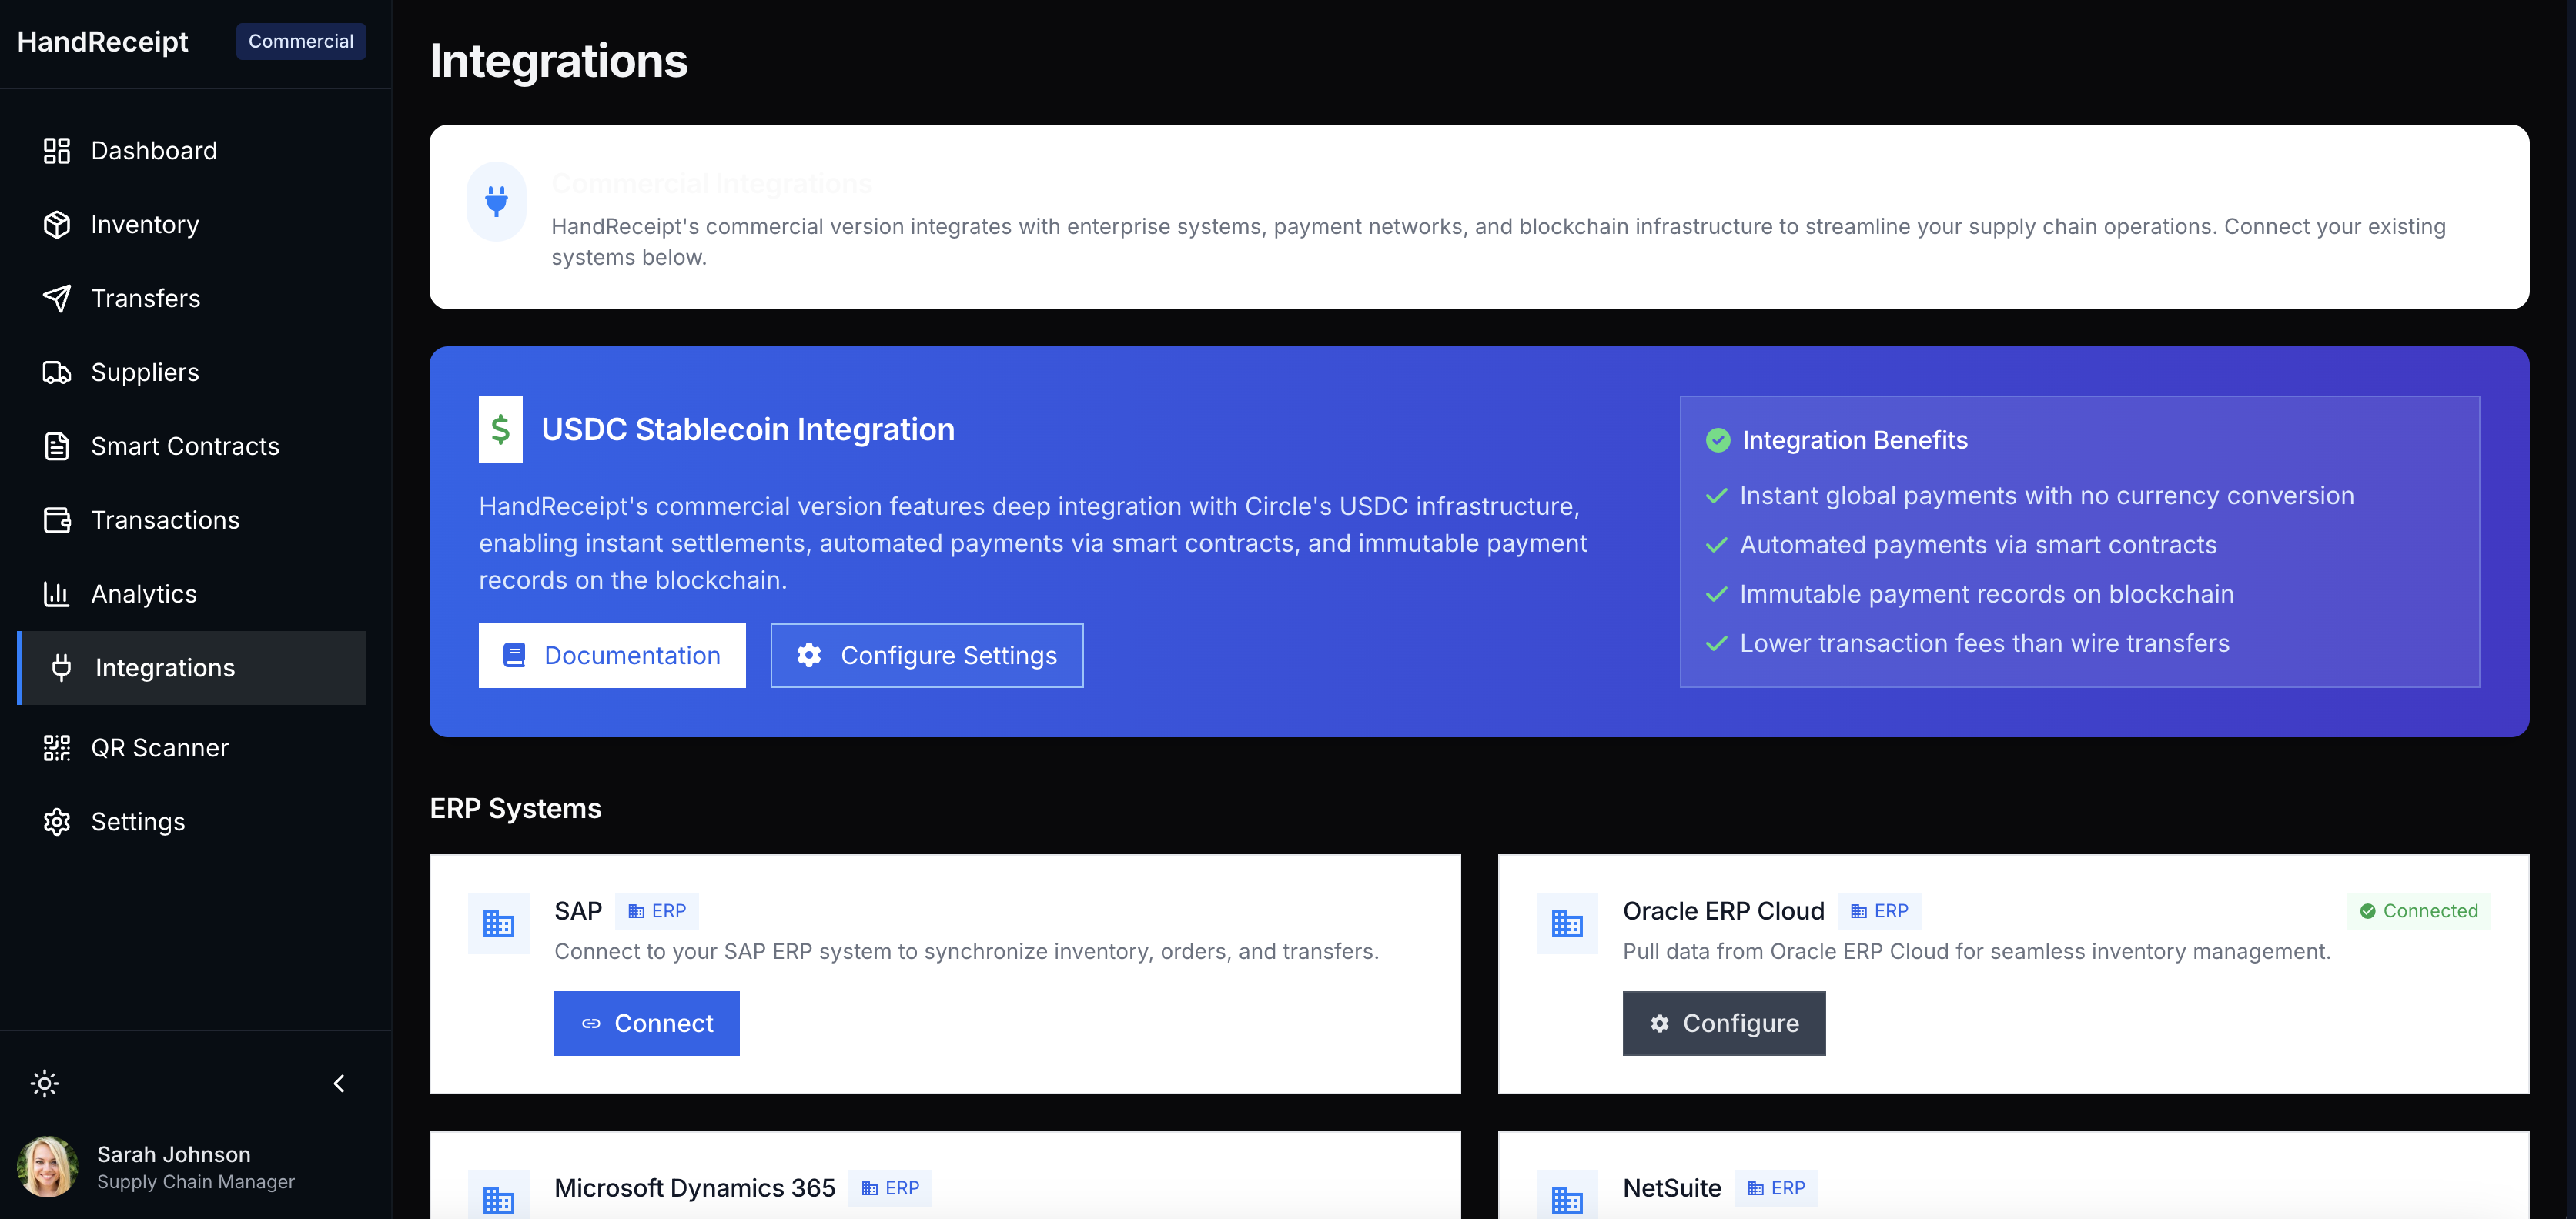 HandReceipt
Commercial
Dashboard
Inventory
Transfers
Suppliers
Smart Contracts
Transactions
Analytics
Integrations
QR Scanner
Settings
Sarah Johnson
Supply Chain Manager
Integrations
Commercial Integrations
HandReceipt's commercial version integrates with enterprise systems, payment networks, and blockchain infrastructure to streamline your supply chain operations. Connect your existing
systems below.
$ USDC Stablecoin Integration
HandReceipt's commercial version features deep integration with Circle's USDC infrastructure,
enabling instant settlements, automated payments via smart contracts, and immutable payment
records on the blockchain.
Documentation
Configure Settings
Integration Benefits
Instant global payments with no currency conversion
Automated payments via smart contracts
Immutable payment records on blockchain
Lower transaction fees than wire transfers
ERP Systems
SAP ERP
Connect to your SAP ERP system to synchronize inventory, orders, and transfers.
Connect
Oracle ERP Cloud ERP Connected
Pull data from Oracle ERP Cloud for seamless inventory management.
Configure
Microsoft Dynamics 365 ERP
NetSuite ERP